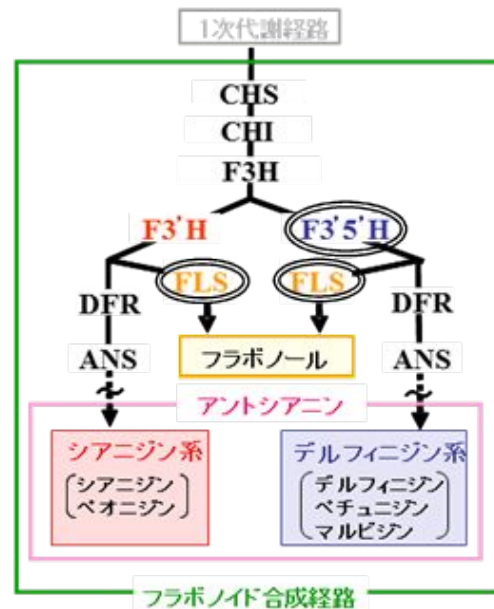 1次代謝経路
CHS
CHI
F3H
F3'H
F3'5'H
FLS
FLS
DFR
DFR
フラボノール
ANS
ANS
アントシアニン
シアニジン系
シアニジン
ペオニジン
デルフィニジン系
デルフィニジン
ペチュニジン
マルビジン
フラボノイド合成経路